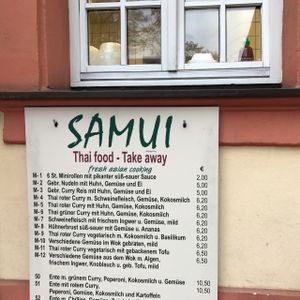 SAMUI
Thai food - Take away
fresh asian cooking
€
M-1 6 St. Minirollen mit pikanter süß-sauer Sauce 2,00
M-2 Gebr. Nudeln mit Huhn, Gemüse und Ei 5,00
M-3 Gebr. Curry Reis mit Huhn, Gemüse und Ei 5,00
M-4 Thai roter Curry m. Schweinefleisch, Gemüse, Kokosmilch 6,20
M-5 Thai roter Curry mit Huhn, Gemüse, Kokosmilch 6,20
M-6 Thai grüner Curry mit Huhn, Gemüse, Kokosmilch 6,20
M-7 Schweinefleisch mit frischem Ingwer u. Gemüse, mild 6,20
M-8 Hühnerbrust süß-sauer mit Gemüse u. Ananas 6,20
M-9 Thai roter Curry vegetarisch m. Kokosmilch u. Basilikum 6,20
M-10 Verschiedene Gemüse im Wok gebraten, mild 6,20
M-11 Thai roter Curry vegetarisch mit gebackenem Tofu 6,50
M-12 Verschiedene Gemüse aus dem Wok m. Algen,
frischem Ingwer, Knoblauch u. geb. Tofu, mild 6,50
50 Ente m. grünem Curry, Peperoni, Kokosmilch u. Gemüse 10,50
51 Ente mit rotem Curry,
Peperoni, Gemüse, Kokosmilch und Kartoffeln 10,50